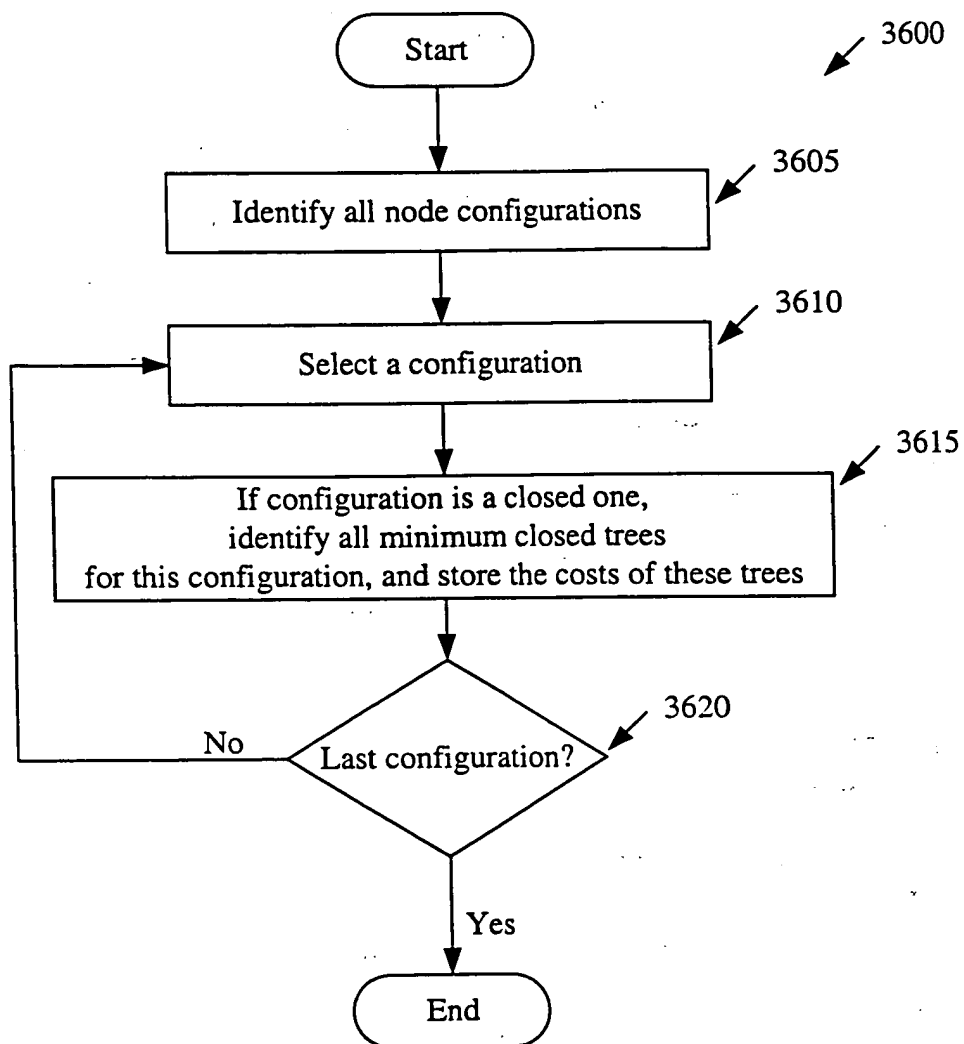 Start
3600
3605
Identify all node configurations
3610
Select a configuration
3615
If configuration is a closed one,
identify all minimum closed trees
for this configuration, and store the costs of these trees
3620
No
Last configuration?
Yes
End